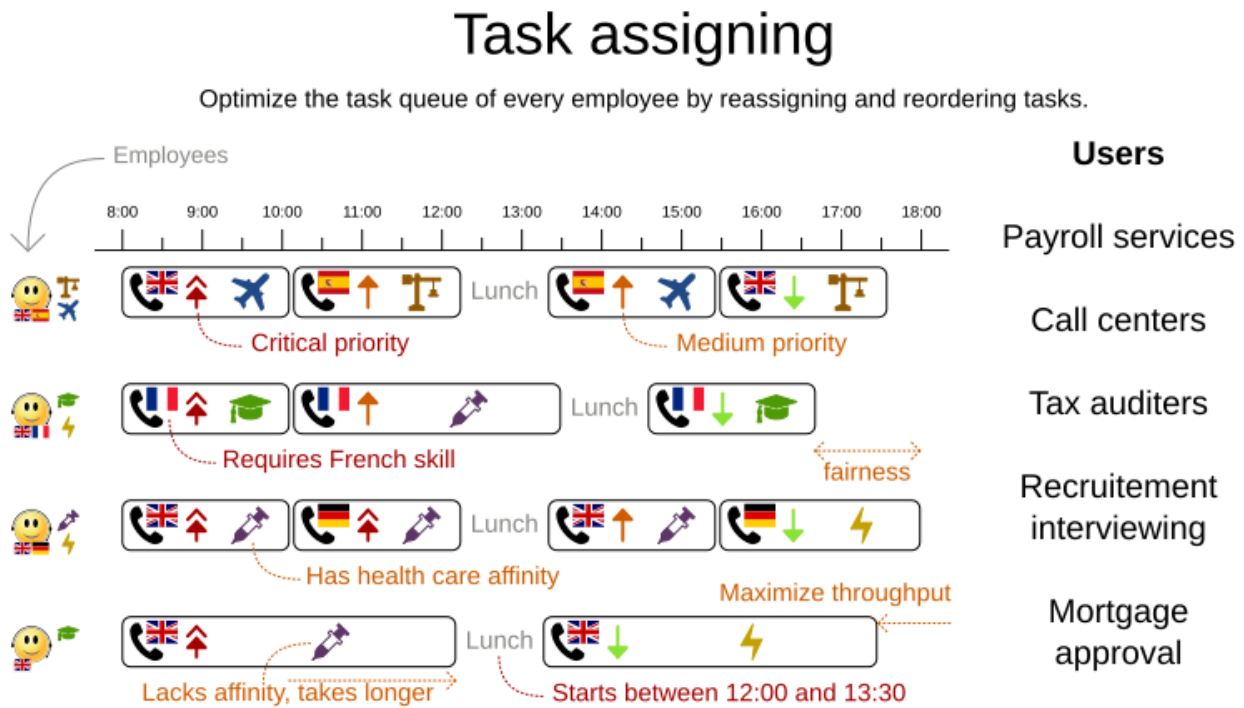 Task assigning
Optimize the task queue of every employee by reassigning and reordering tasks.
Employees
Users
8:00 9:00 10:00 11:00 12:00 13:00 14:00 15:00 16:00 17:00 18:00
Payroll services
Lunch
Critical priority
Medium priority
Call centers
Lunch
Requires French skill
fairness
Tax auditers
Recruitement
interviewing
Lunch
Has health care affinity
Maximize throughput
Mortgage
approval
Lunch
Lacks affinity, takes longer
Starts between 12:00 and 13:30